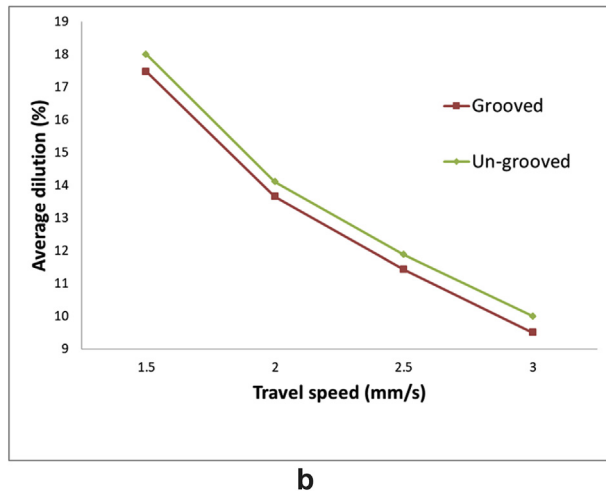 19
18
17
16
15
14
13
12
11
10
9
Average dilution (%)
Grooved
Un-grooved
1.5 2 2.5 3
Travel speed (mm/s)
b